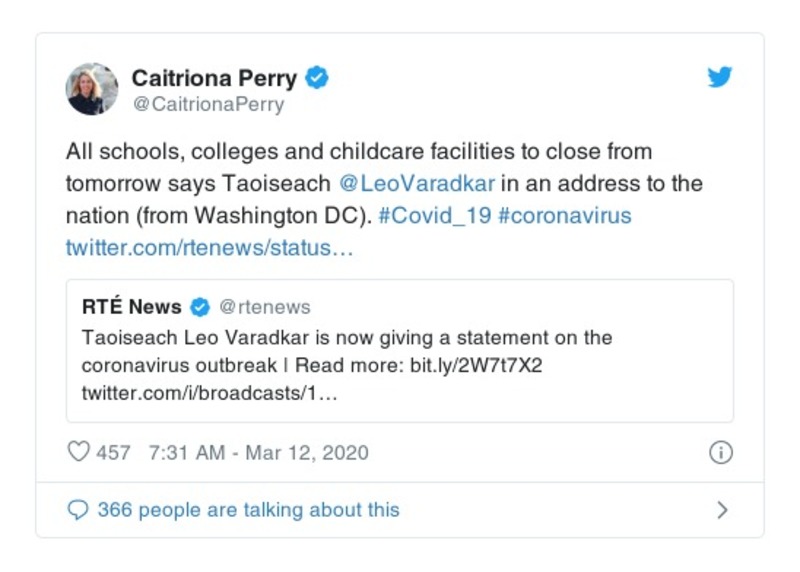 Caitriona Perry
@CaitrionaPerry
All schools, colleges and childcare facilities to close from
tomorrow says Taoiseach @LeoVaradkar in an address to the
nation (from Washington DC). #Covid_19 #coronavirus
twitter.com/rtenews/status…
RTÉ News @rtenews
Taoiseach Leo Varadkar is now giving a statement on the
coronavirus outbreak | Read more: bit.ly/2W7t7X2
twitter.com/i/broadcasts/1…
457 7:31 AM - Mar 12, 2020
366 people are talking about this